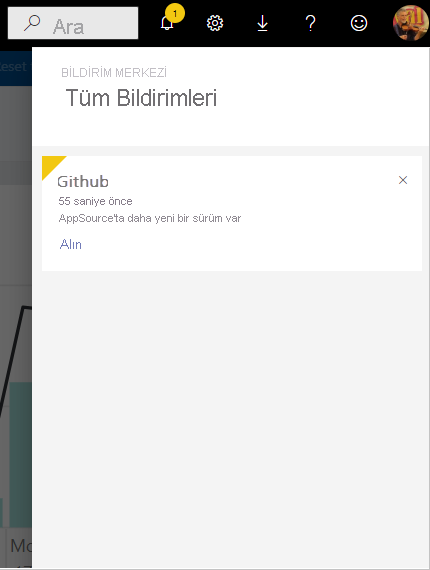 Ara
1
eset
BİLDİRİM MERKEZİ
Tüm Bildirimleri
Github
55 saniye önce
AppSource'ta daha yeni bir sürüm var
Alın
Mo